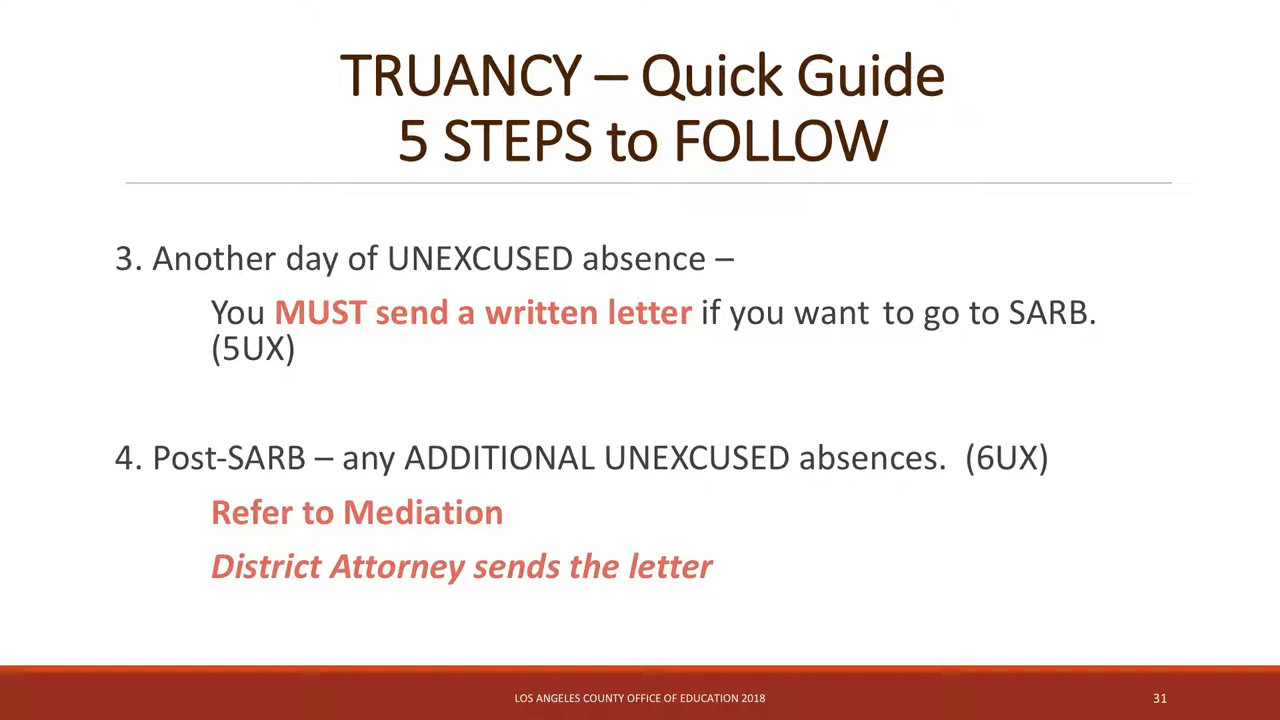 TRUANCY – Quick Guide
5 STEPS to FOLLOW
3. Another day of UNEXCUSED absence –
You MUST send a written letter if you want to go to SARB.
(5UX)
4. Post-SARB – any ADDITIONAL UNEXCUSED absences. (6UX)
Refer to Mediation
District Attorney sends the letter
LOS ANGELES COUNTY OFFICE OF EDUCATION 2018
31